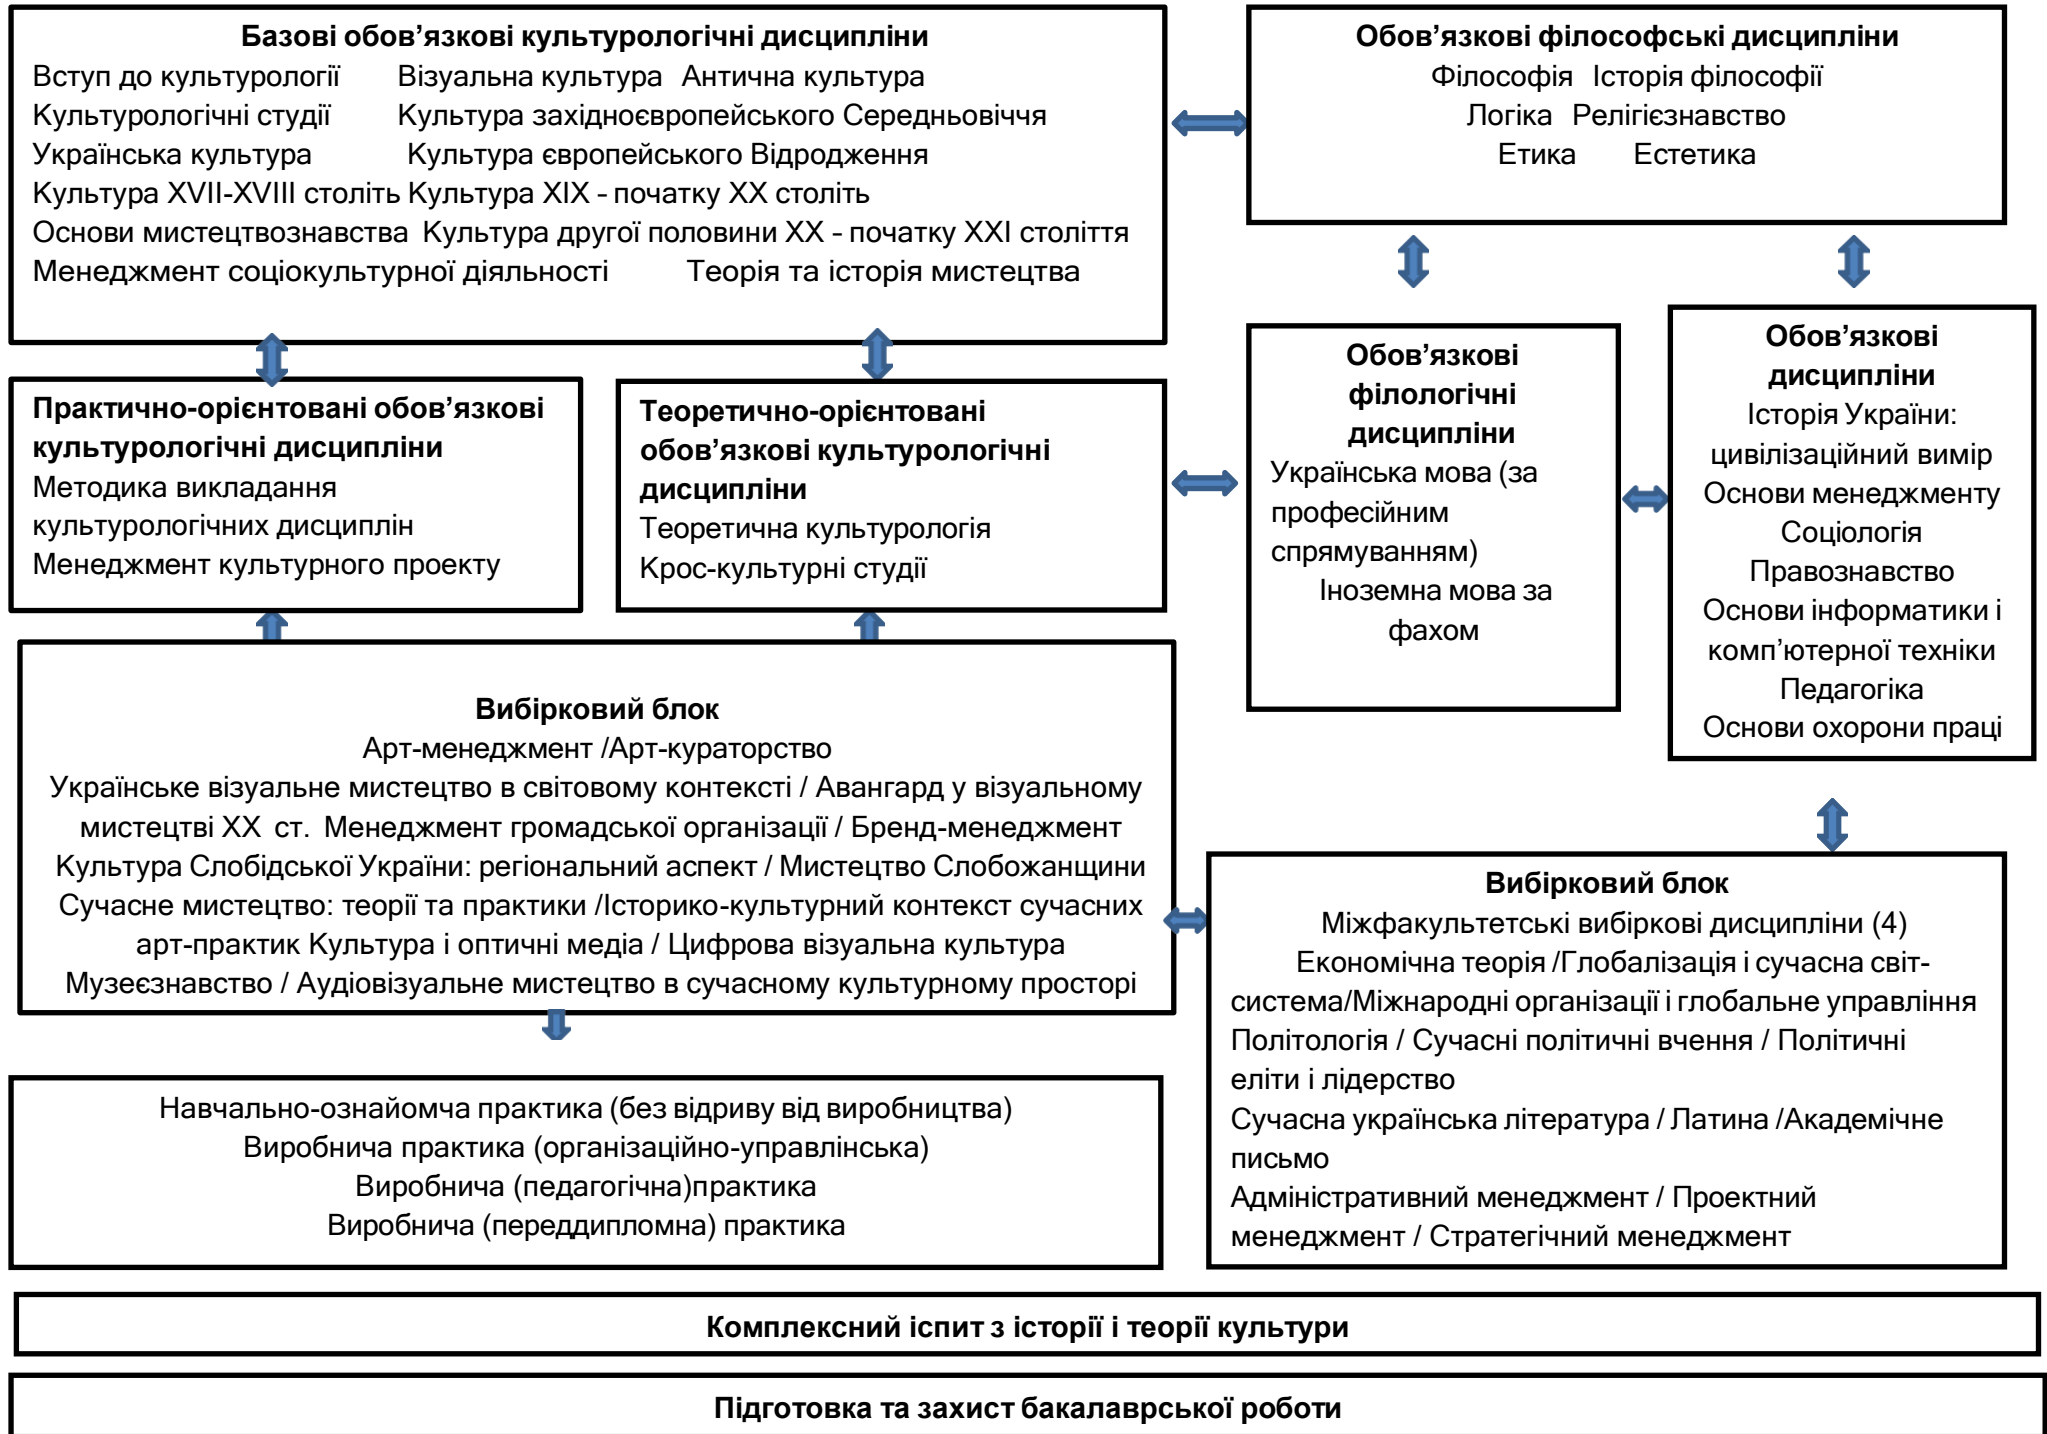 Базові обов’язкові культурологічні дисципліни
Вступ до культурології Візуальна культура Антична культура
Культурологічні студії Культура західноєвропейського Середньовіччя
Українська культура Культура європейського Відродження
Культура XVII-XVIII століть Культура XIX - початку XX століть
Основи мистецтвознавства Культура другої половини XX - початку XXI століття
Менеджмент соціокультурної діяльності Теорія та історія мистецтва
Обов’язкові філософські дисципліни
Філософія Історія філософії
Логіка Релігієзнавство
Етика Естетика
Практично-орієнтовані обов’язкові
культурологічні дисципліни
Методика викладання
культурологічних дисциплін
Менеджмент культурного проекту
Теоретично-орієнтовані
обов’язкові культурологічні
дисципліни
Теоретична культурологія
Крос-культурні студії
Обов’язкові
філологічні
дисципліни
Українська мова (за
професійним
спрямуванням)
Іноземна мова за
фахом
Обов’язкові
дисципліни
Історія України:
цивілізаційний вимір
Основи менеджменту
Соціологія
Правознавство
Основи інформатики і
комп’ютерної техніки
Педагогіка
Основи охорони праці
Вибірковий блок
Арт-менеджмент /Арт-кураторство
Українське візуальне мистецтво в світовому контексті / Авангард у візуальному
мистецтві XX ст. Менеджмент громадської організації / Бренд-менеджмент
Культура Слобідської України: регіональний аспект / Мистецтво Слобожанщини
Сучасне мистецтво: теорії та практики /Історико-культурний контекст сучасних
арт-практик Культура і оптичні медіа / Цифрова візуальна культура
Музеєзнавство / Аудіовізуальне мистецтво в сучасному культурному просторі
Вибірковий блок
Міжфакультетські вибіркові дисципліни (4)
Економічна теорія /Глобалізація і сучасна світ-
система/Міжнародні організації і глобальне управління
Політологія / Сучасні політичні вчення / Політичні
еліти і лідерство
Сучасна українська література / Латина /Академічне
письмо
Адміністративний менеджмент / Проектний
менеджмент / Стратегічний менеджмент
Навчально-ознайомча практика (без відриву від виробництва)
Виробнича практика (організаційно-управлінська)
Виробнича (педагогічна)практика
Виробнича (переддипломна) практика
Комплексний іспит з історії і теорії культури
Підготовка та захист бакалаврської роботи